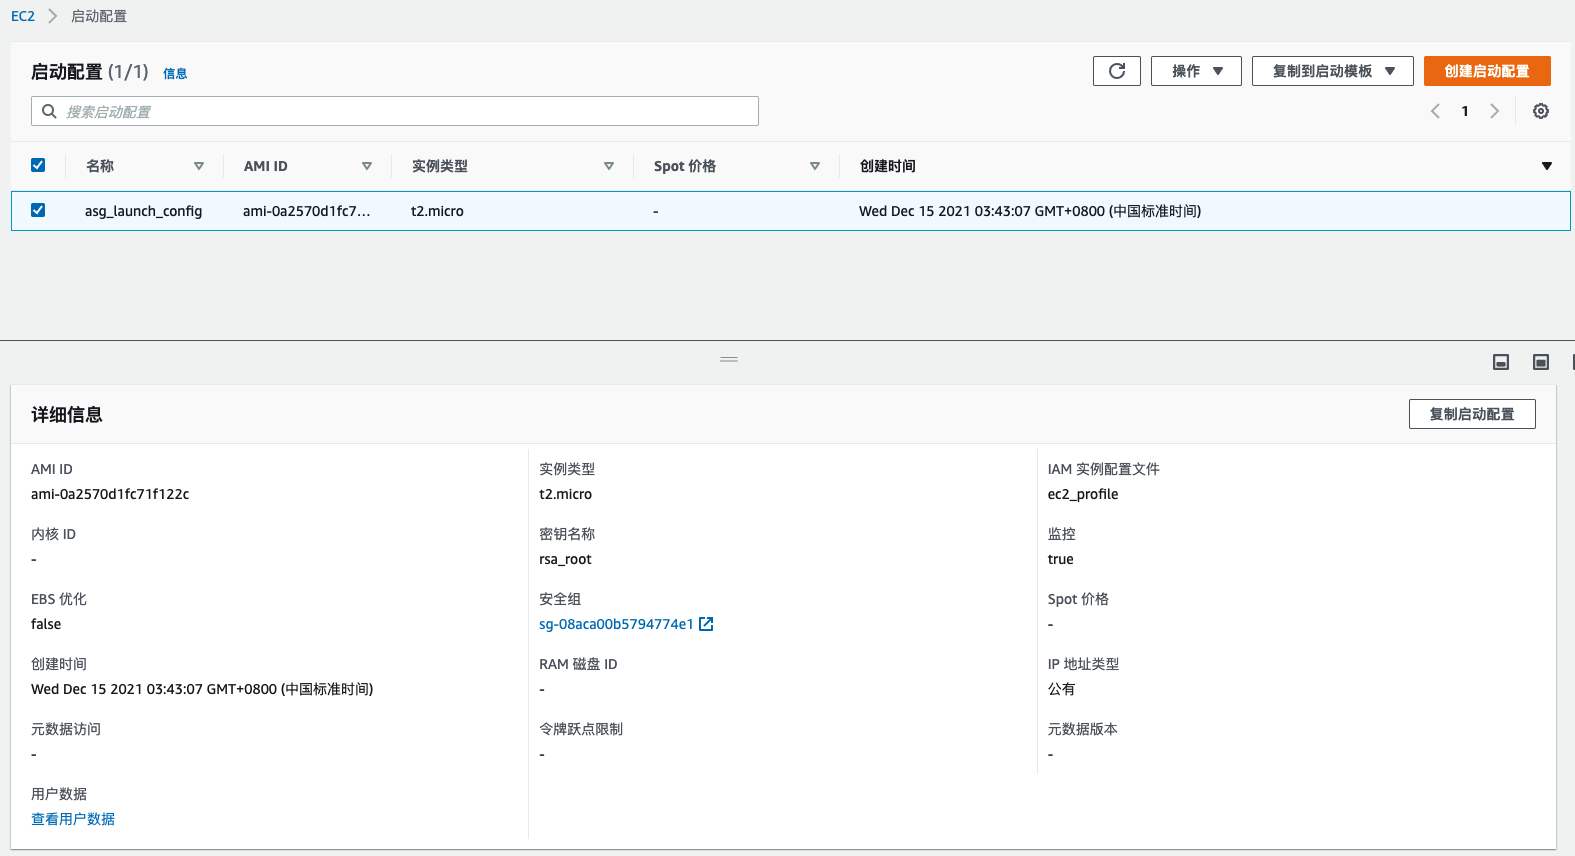 EC2 启动配置
启动配置 (1/1) 信息
操作 复制到启动模板 创建启动配置
搜索启动配置
1
名称 AMI ID 实例类型 Spot 价格 创建时间
asg_launch_config ami-0a2570d1fc7... t2.micro - Wed Dec 15 2021 03:43:07 GMT+0800 (中国标准时间)
详细信息 复制启动配置
AMI ID 实例类型 IAM 实例配置文件
ami-0a2570d1fc71f122c t2.micro ec2_profile
内核 ID 密钥名称 监控
- rsa_root true
EBS 优化 安全组 Spot 价格
false sg-08aca00b5794774e1 -
创建时间 RAM 磁盘 ID IP 地址类型
Wed Dec 15 2021 03:43:07 GMT+0800 (中国标准时间) - 公有
元数据访问 令牌跃点限制 元数据版本
- - -
用户数据
查看用户数据